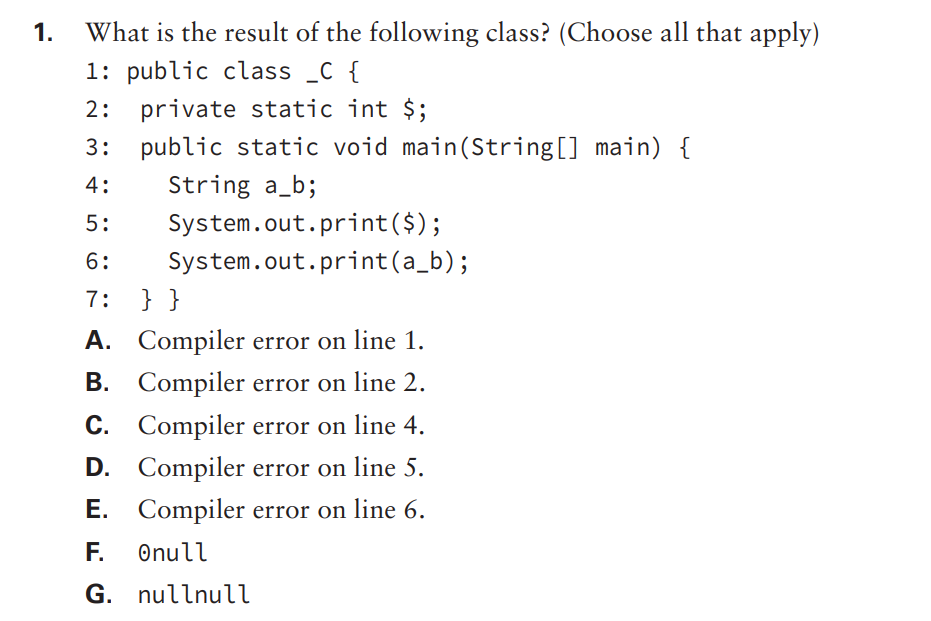 1. What is the result of the following class? (Choose all that apply)
1: public class _C {
2: private static int $;
3: public static void main(String[] main) {
4: String a_b;
5: System.out.print($);
6: System.out.print(a_b);
7: } }
A. Compiler error on line 1.
B. Compiler error on line 2.
C. Compiler error on line 4.
D. Compiler error on line 5.
E. Compiler error on line 6.
F. 0null
G. nullnull